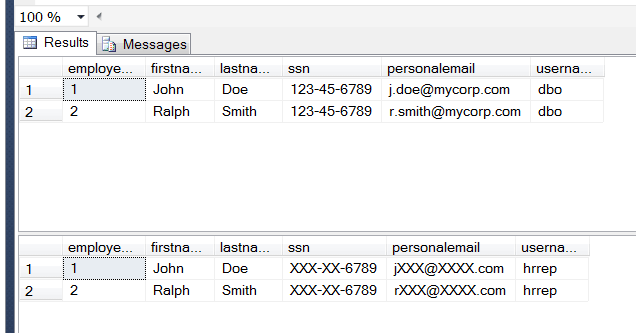 100 %
Results Messages
employe... firstna... lastna... ssn personalemail userna...
1 1 John Doe 123-45-6789 j.doe@mycorp.com dbo
2 2 Ralph Smith 123-45-6789 r.smith@mycorp.com dbo
employe... firstna... lastna... ssn personalemail userna...
1 1 John Doe XXX-XX-6789 jXXX@XXXX.com hrrep
2 2 Ralph Smith XXX-XX-6789 rXXX@XXXX.com hrrep